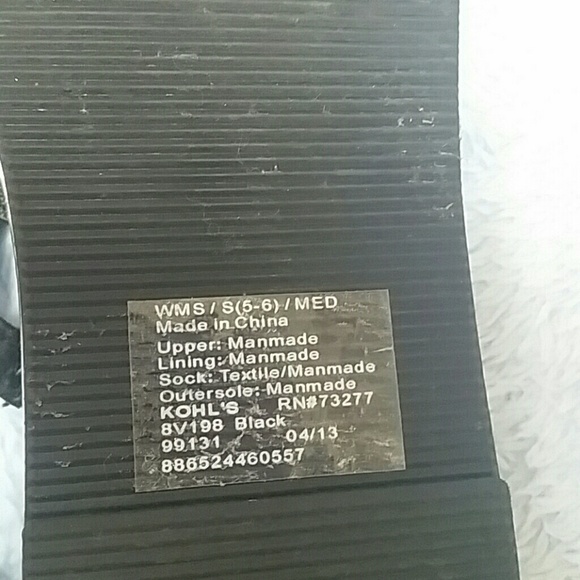 WMS / S(5-6) / MED
Made in China
Upper: Manmade
Lining: Manmade
Sock: Textile/Manmade
Outersole: Manmade
KOHL'S RN#73277
8V198 Black
99131 04/13
886524460557